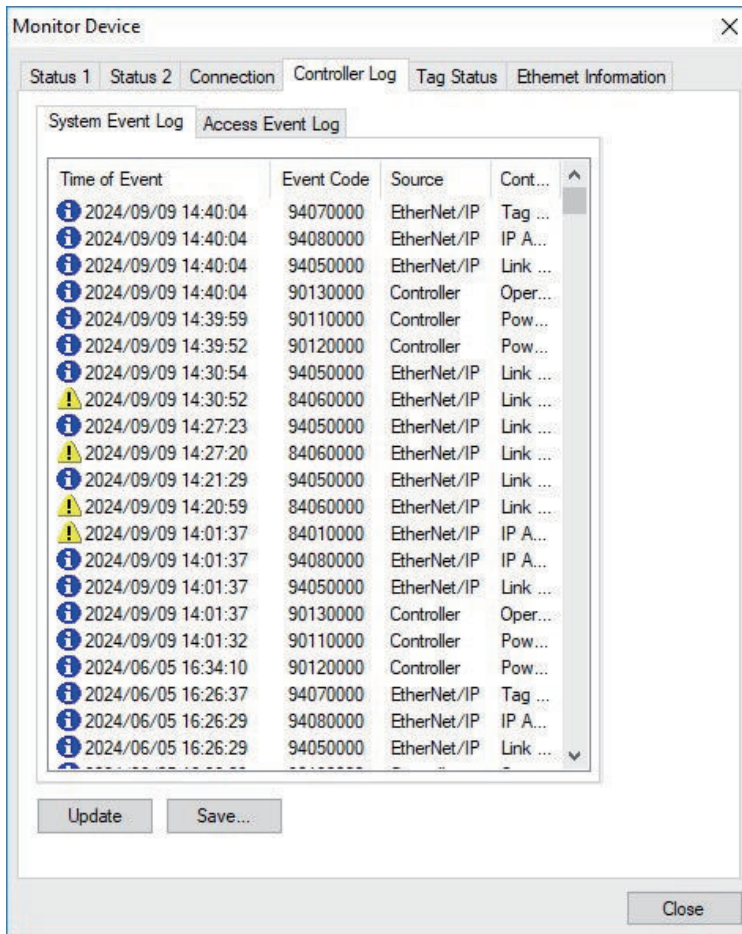 Monitor Device
Status 1 Status 2 Connection Controller Log Tag Status Ethernet Information
System Event Log Access Event Log
Time of Event Event Code Source Cont...
2024/09/09 14:40:04 94070000 EtherNet/IP Tag ...
2024/09/09 14:40:04 94080000 EtherNet/IP IP A...
2024/09/09 14:40:04 94050000 EtherNet/IP Link ...
2024/09/09 14:40:04 90130000 Controller Oper...
2024/09/09 14:39:59 90110000 Controller Pow...
2024/09/09 14:39:52 90120000 Controller Pow...
2024/09/09 14:30:54 94050000 EtherNet/IP Link ...
2024/09/09 14:30:52 84060000 EtherNet/IP Link ...
2024/09/09 14:27:23 94050000 EtherNet/IP Link ...
2024/09/09 14:27:20 84060000 EtherNet/IP Link ...
2024/09/09 14:21:29 94050000 EtherNet/IP Link ...
2024/09/09 14:20:59 84060000 EtherNet/IP Link ...
2024/09/09 14:01:37 84010000 EtherNet/IP IP A...
2024/09/09 14:01:37 94080000 EtherNet/IP IP A...
2024/09/09 14:01:37 94050000 EtherNet/IP Link ...
2024/09/09 14:01:37 90130000 Controller Oper...
2024/09/09 14:01:32 90110000 Controller Pow...
2024/06/05 16:34:10 90120000 Controller Pow...
2024/06/05 16:26:37 94070000 EtherNet/IP Tag ...
2024/06/05 16:26:29 94080000 EtherNet/IP IP A...
2024/06/05 16:26:29 94050000 EtherNet/IP Link ...
Update Save...
Close